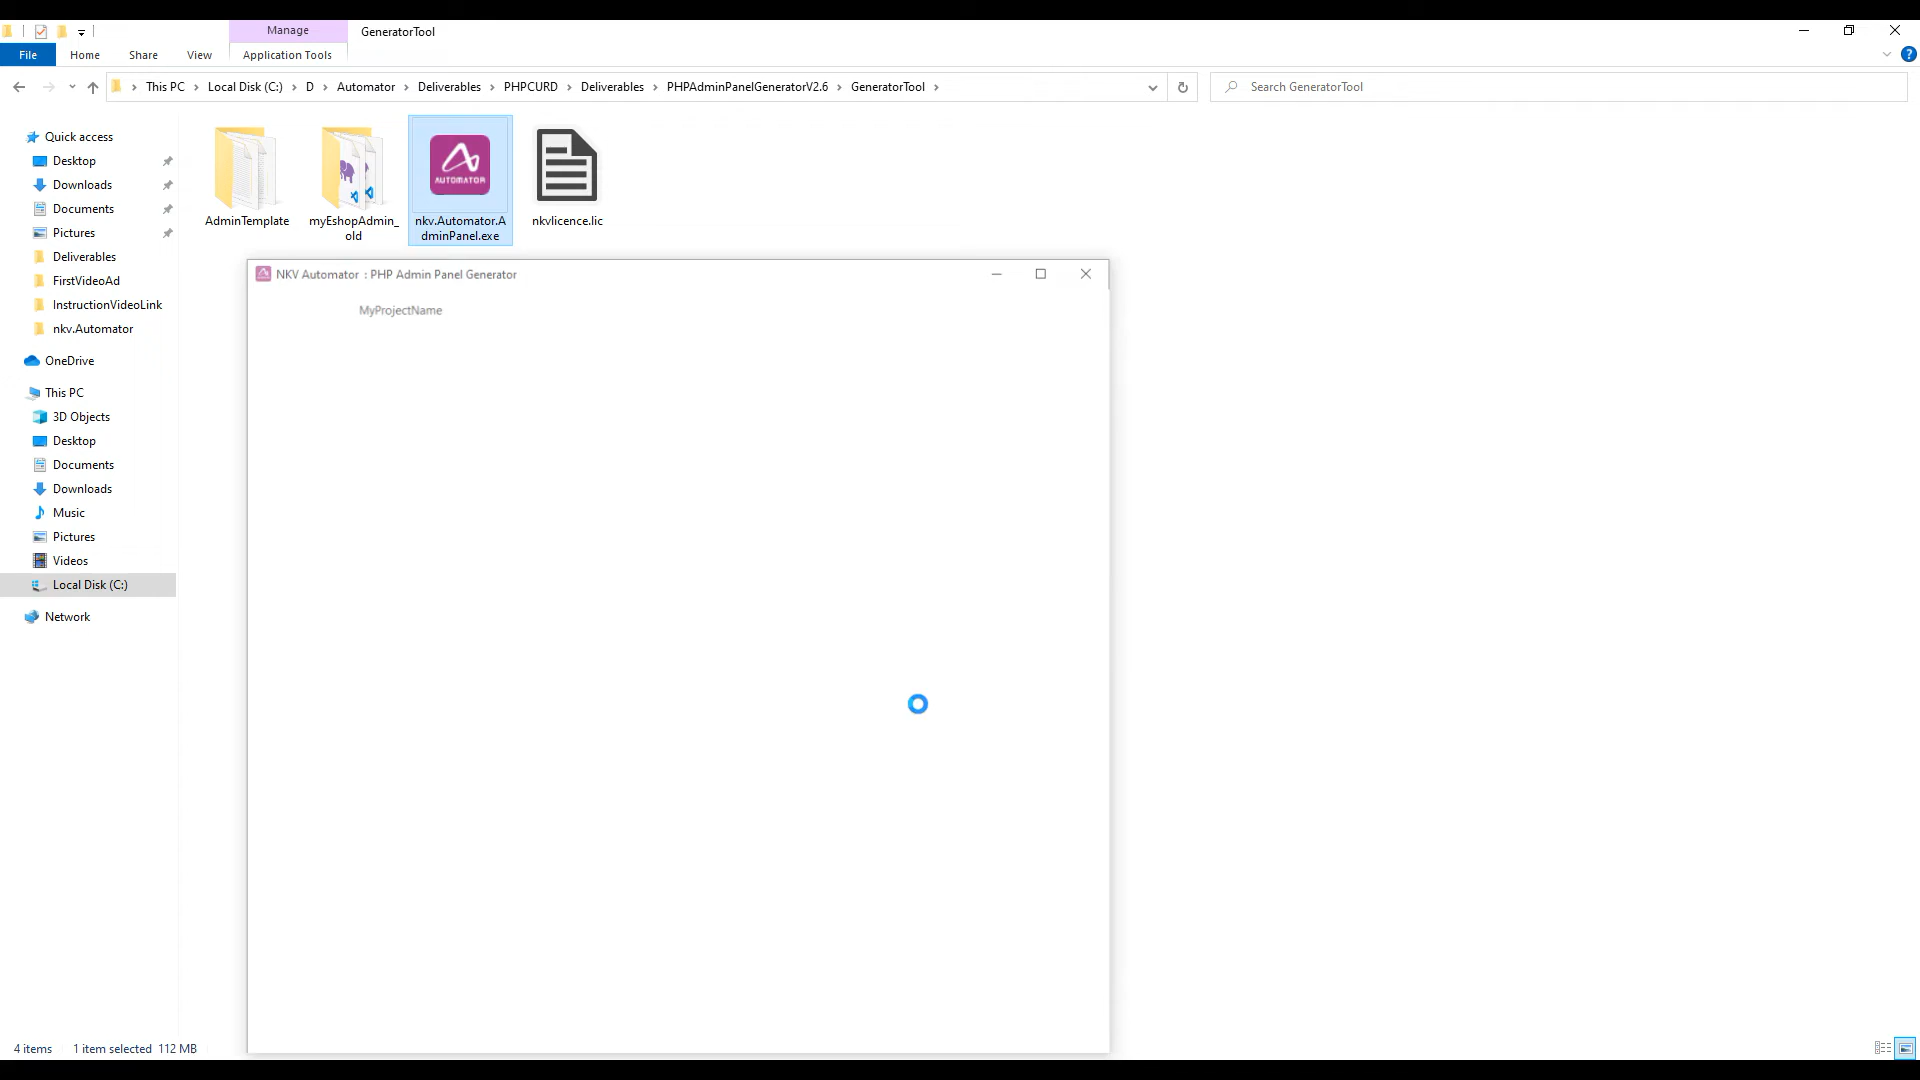 Manage
GeneratorTool
File
Home
Share
View
Application Tools
This PC
Local Disk (C:)
D
Automator
Deliverables
PHPCURD
Deliverables
PHPAdminPanelGeneratorV2.6
GeneratorTool
Search GeneratorTool
Quick access
Desktop
Downloads
Documents
Pictures
Deliverables
FirstVideoAd
InstructionVideoLink
nkv.Automator
OneDrive
This PC
3D Objects
Desktop
Documents
Downloads
Music
Pictures
Videos
Local Disk (C:)
Network
AdminTemplate
myEshopAdmin_
old
AUTOMATOR
nkv.Automator.A
dminPanel.exe
nkvlicence.lic
NKV Automator : PHP Admin Panel Generator
MyProjectName
4 items
1 item selected 112 MB